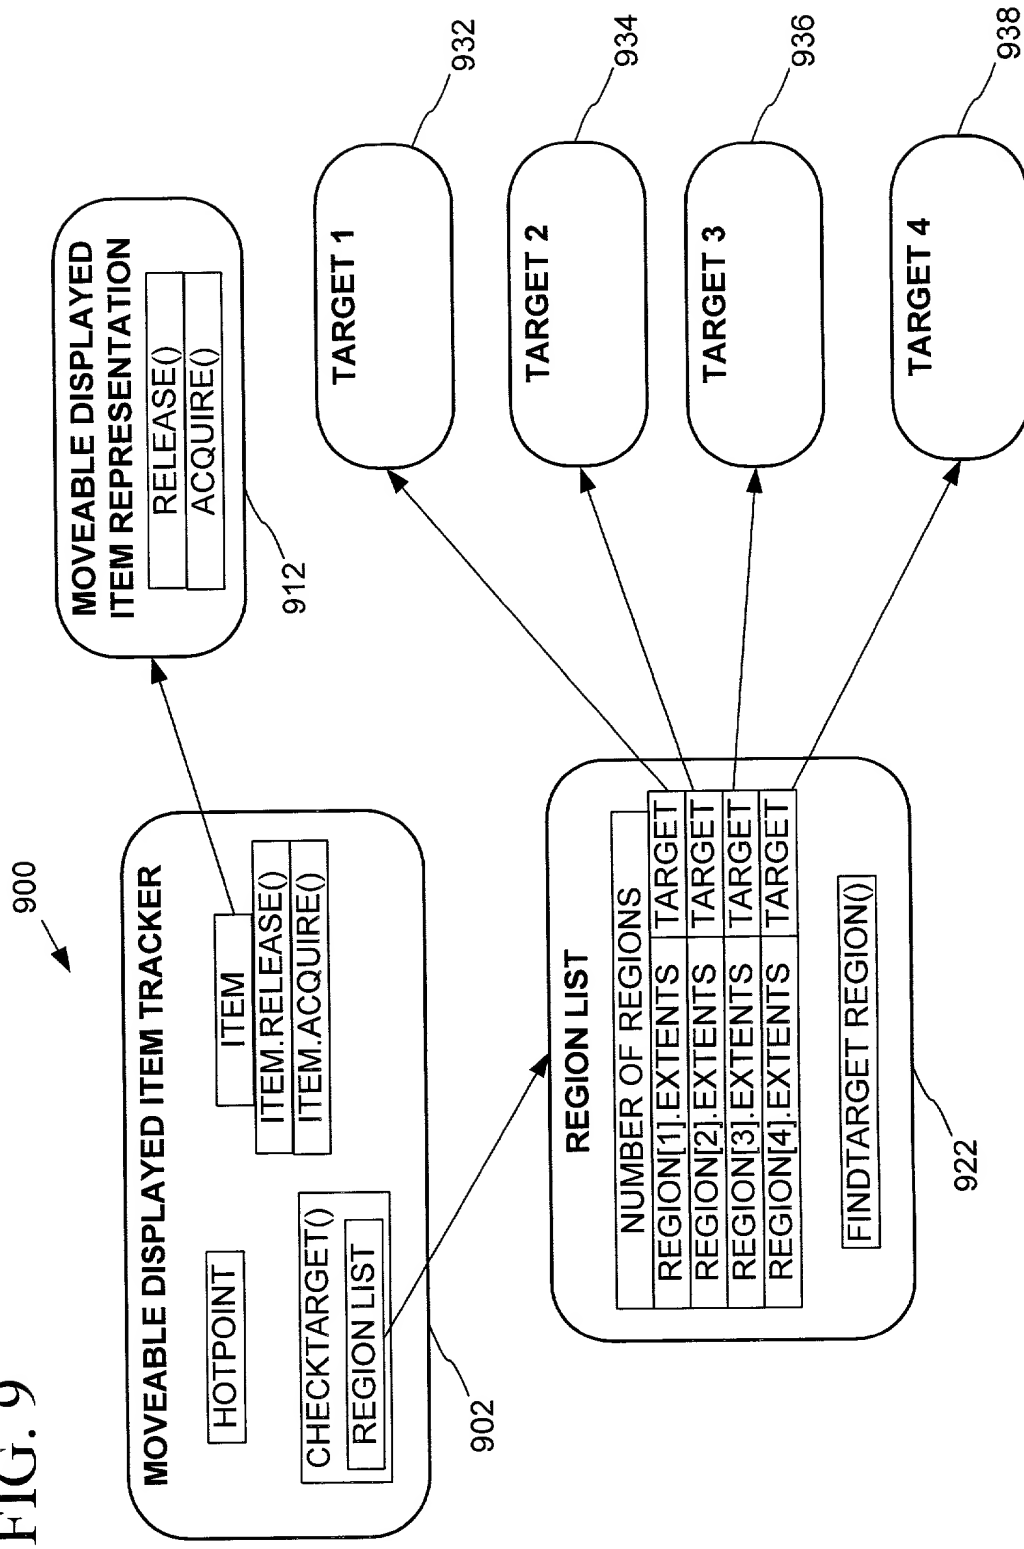 FIG. 9
900
MOVEABLE DISPLAYED ITEM TRACKER
HOTPOINT
ITEM
ITEM.RELEASE()
ITEM.ACQUIRE()
CHECKTARGET()
REGION LIST
902
MOVEABLE DISPLAYED
ITEM REPRESENTATION
RELEASE()
ACQUIRE()
912
REGION LIST
NUMBER OF REGIONS
REGION[1].EXTENTS TARGET
REGION[2].EXTENTS TARGET
REGION[3].EXTENTS TARGET
REGION[4].EXTENTS TARGET
FINDTARGET REGION()
922
TARGET 1
932
TARGET 2
934
TARGET 3
936
TARGET 4
938